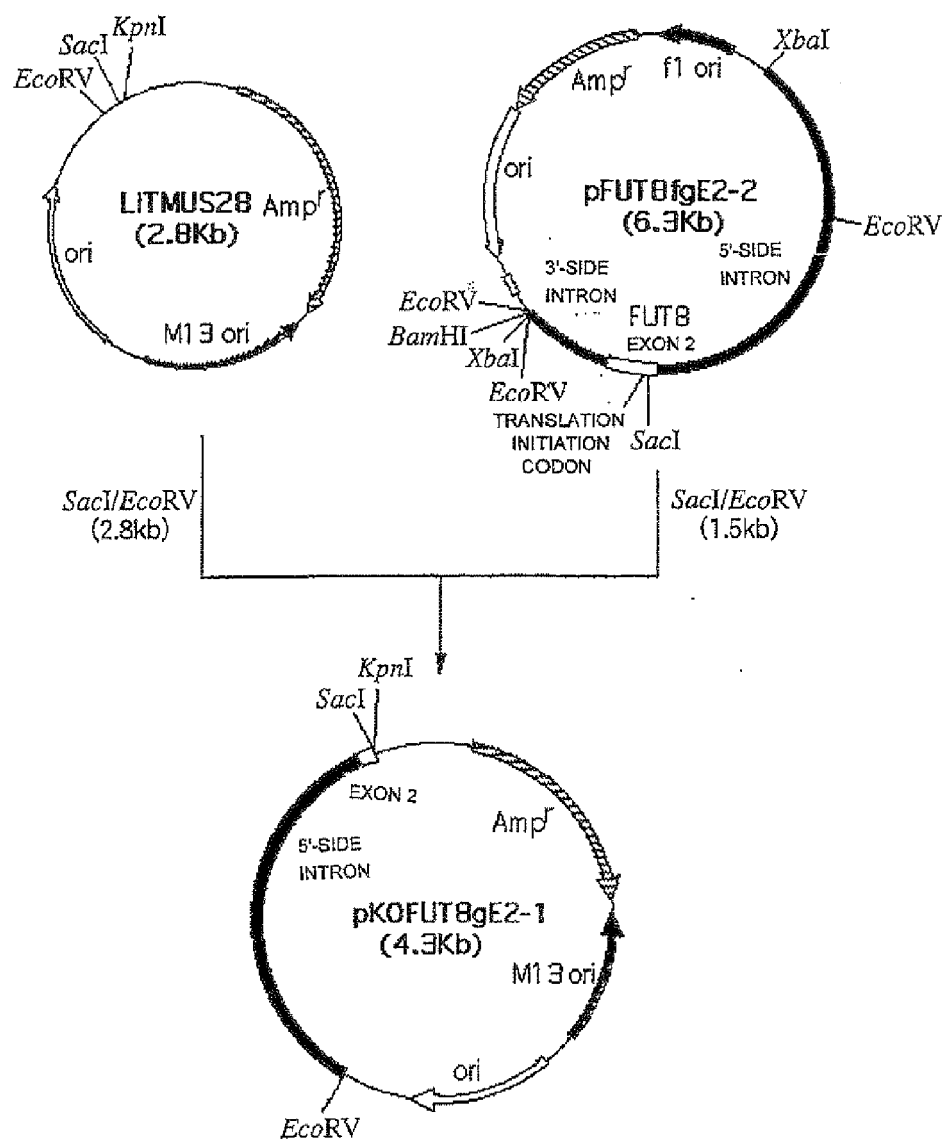 KpnI
SacI
EcoRV
LITMUS28
(2.8Kb)
Ampr
ori
M13 ori
XbaI
f1 ori
Ampr
ori
pFUT8fgE2-2
(6.3Kb)
EcoRV
5'-SIDE
INTRON
3'-SIDE
INTRON
FUT8
EXON 2
EcoRV
BamHI
XbaI
EcoRV
TRANSLATION
INITIATION
CODON
SacI
SacI/EcoRV
(2.8kb)
SacI/EcoRV
(1.5kb)
KpnI
SacI
EXON 2
Ampr
5'-SIDE
INTRON
pKOFUT8gE2-1
(4.3Kb)
M13 ori
ori
EcoRV